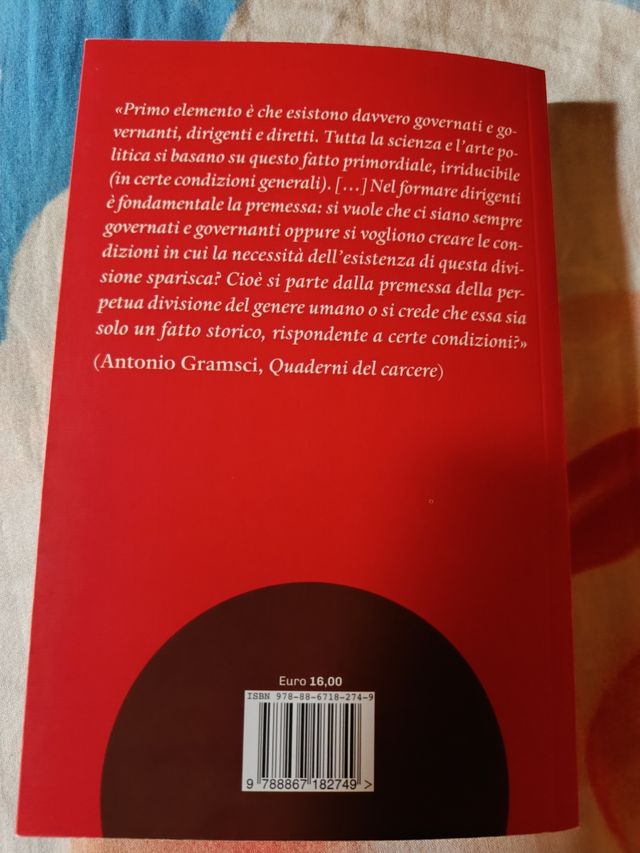 «Primo elemento è che esistono davvero governati e go-
vernanti, dirigenti e diretti. Tutta la scienza e l'arte po-
litica si basano su questo fatto primordiale, irriducibile
(in certe condizioni generali). […] Nel formare dirigenti
è fondamentale la premessa: si vuole che ci siano sempre
governati e governanti oppure si vogliono creare le con-
dizioni in cui la necessità dell'esistenza di questa divi-
sione sparisca? Cioè si parte dalla premessa della per-
petua divisione del genere umano o si crede che essa sia
solo un fatto storico, rispondente a certe condizioni?»
(Antonio Gramsci, Quaderni del carcere)
Euro 16,00
ISBN 978-88-6718-274-9
9 788867 182749 >